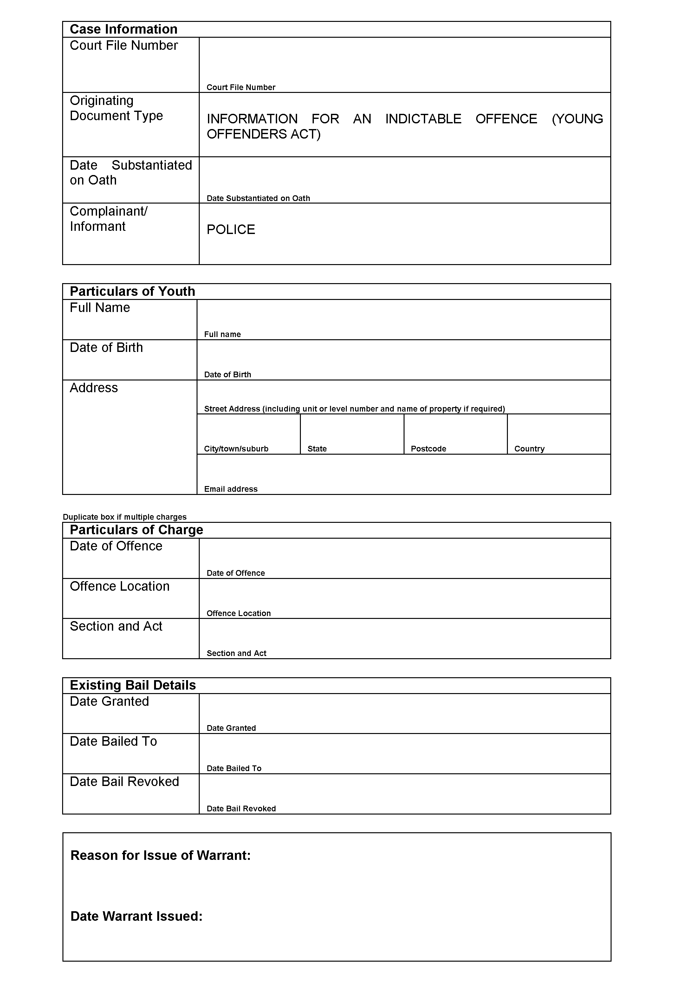 Case Information
Court File Number
Court File Number
Originating
Document Type
INFORMATION FOR AN INDICTABLE OFFENCE (YOUNG
OFFENDERS ACT)
Date Substantiated
on Oath
Date Substantiated on Oath
Complainant/
Informant
POLICE
Particulars of Youth
Full Name
Full name
Date of Birth
Date of Birth
Address
Street Address (including unit or level number and name of property if required)
City/town/suburb State Postcode Country
Email address
Duplicate box if multiple charges
Particulars of Charge
Date of Offence
Date of Offence
Offence Location
Offence Location
Section and Act
Section and Act
Existing Bail Details
Date Granted
Date Granted
Date Bailed To
Date Bailed To
Date Bail Revoked
Date Bail Revoked
Reason for Issue of Warrant:
Date Warrant Issued: